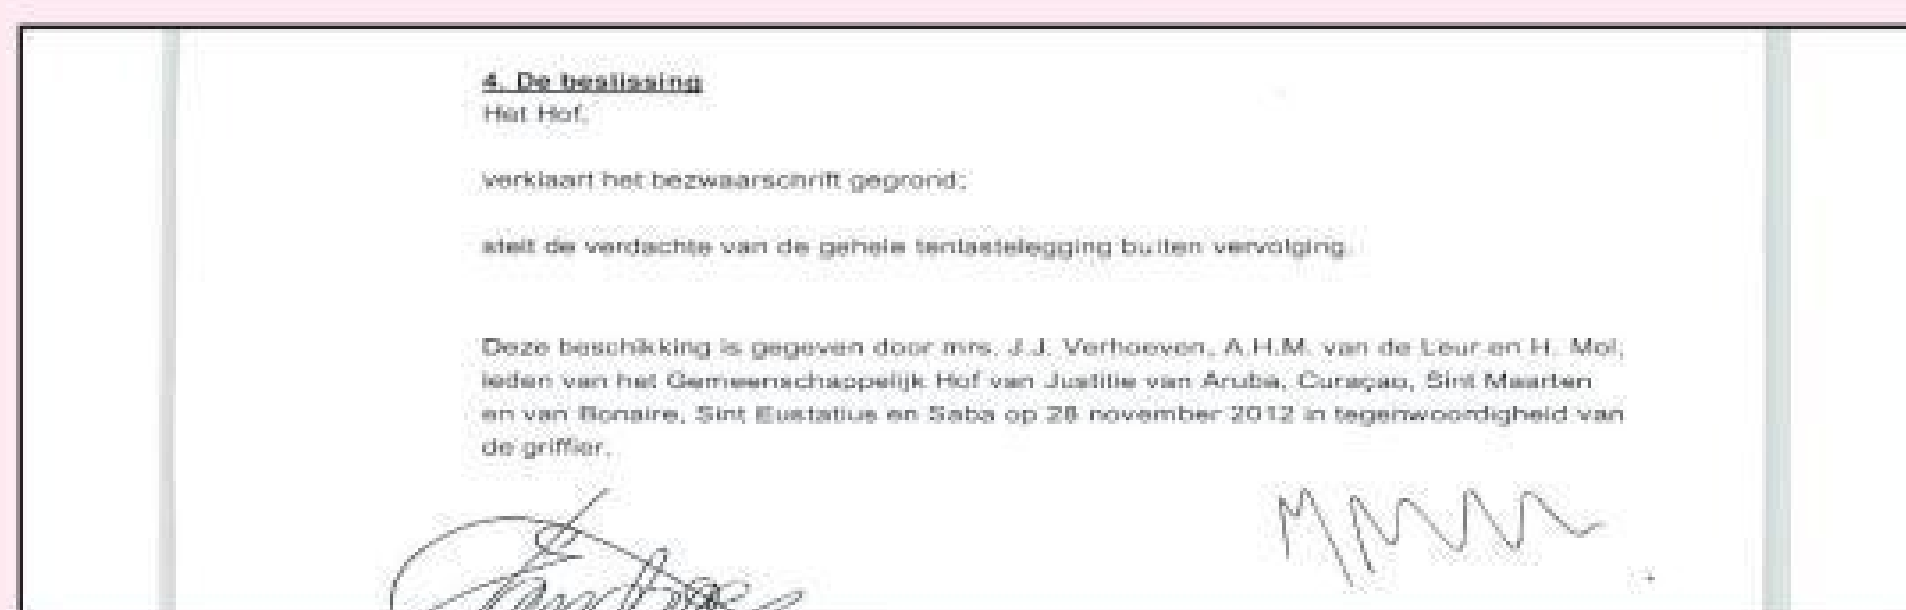 4. De beslissing
Het Hof,
verklaart het bezwaarschrift gegrond;
stelt de verdachte van de gehele tenlastelegging buiten vervolging.
Deze beschikking is gegeven door mrs. J.J. Verhoeven, A.H.M. van de Leur en H. Mol,
leden van het Gemeenschappelijk Hof van Justitie van Aruba, Curaçao, Sint Maarten
en van Bonaire, Sint Eustatius en Saba op 28 november 2012 in tegenwoordigheid van
de griffier.